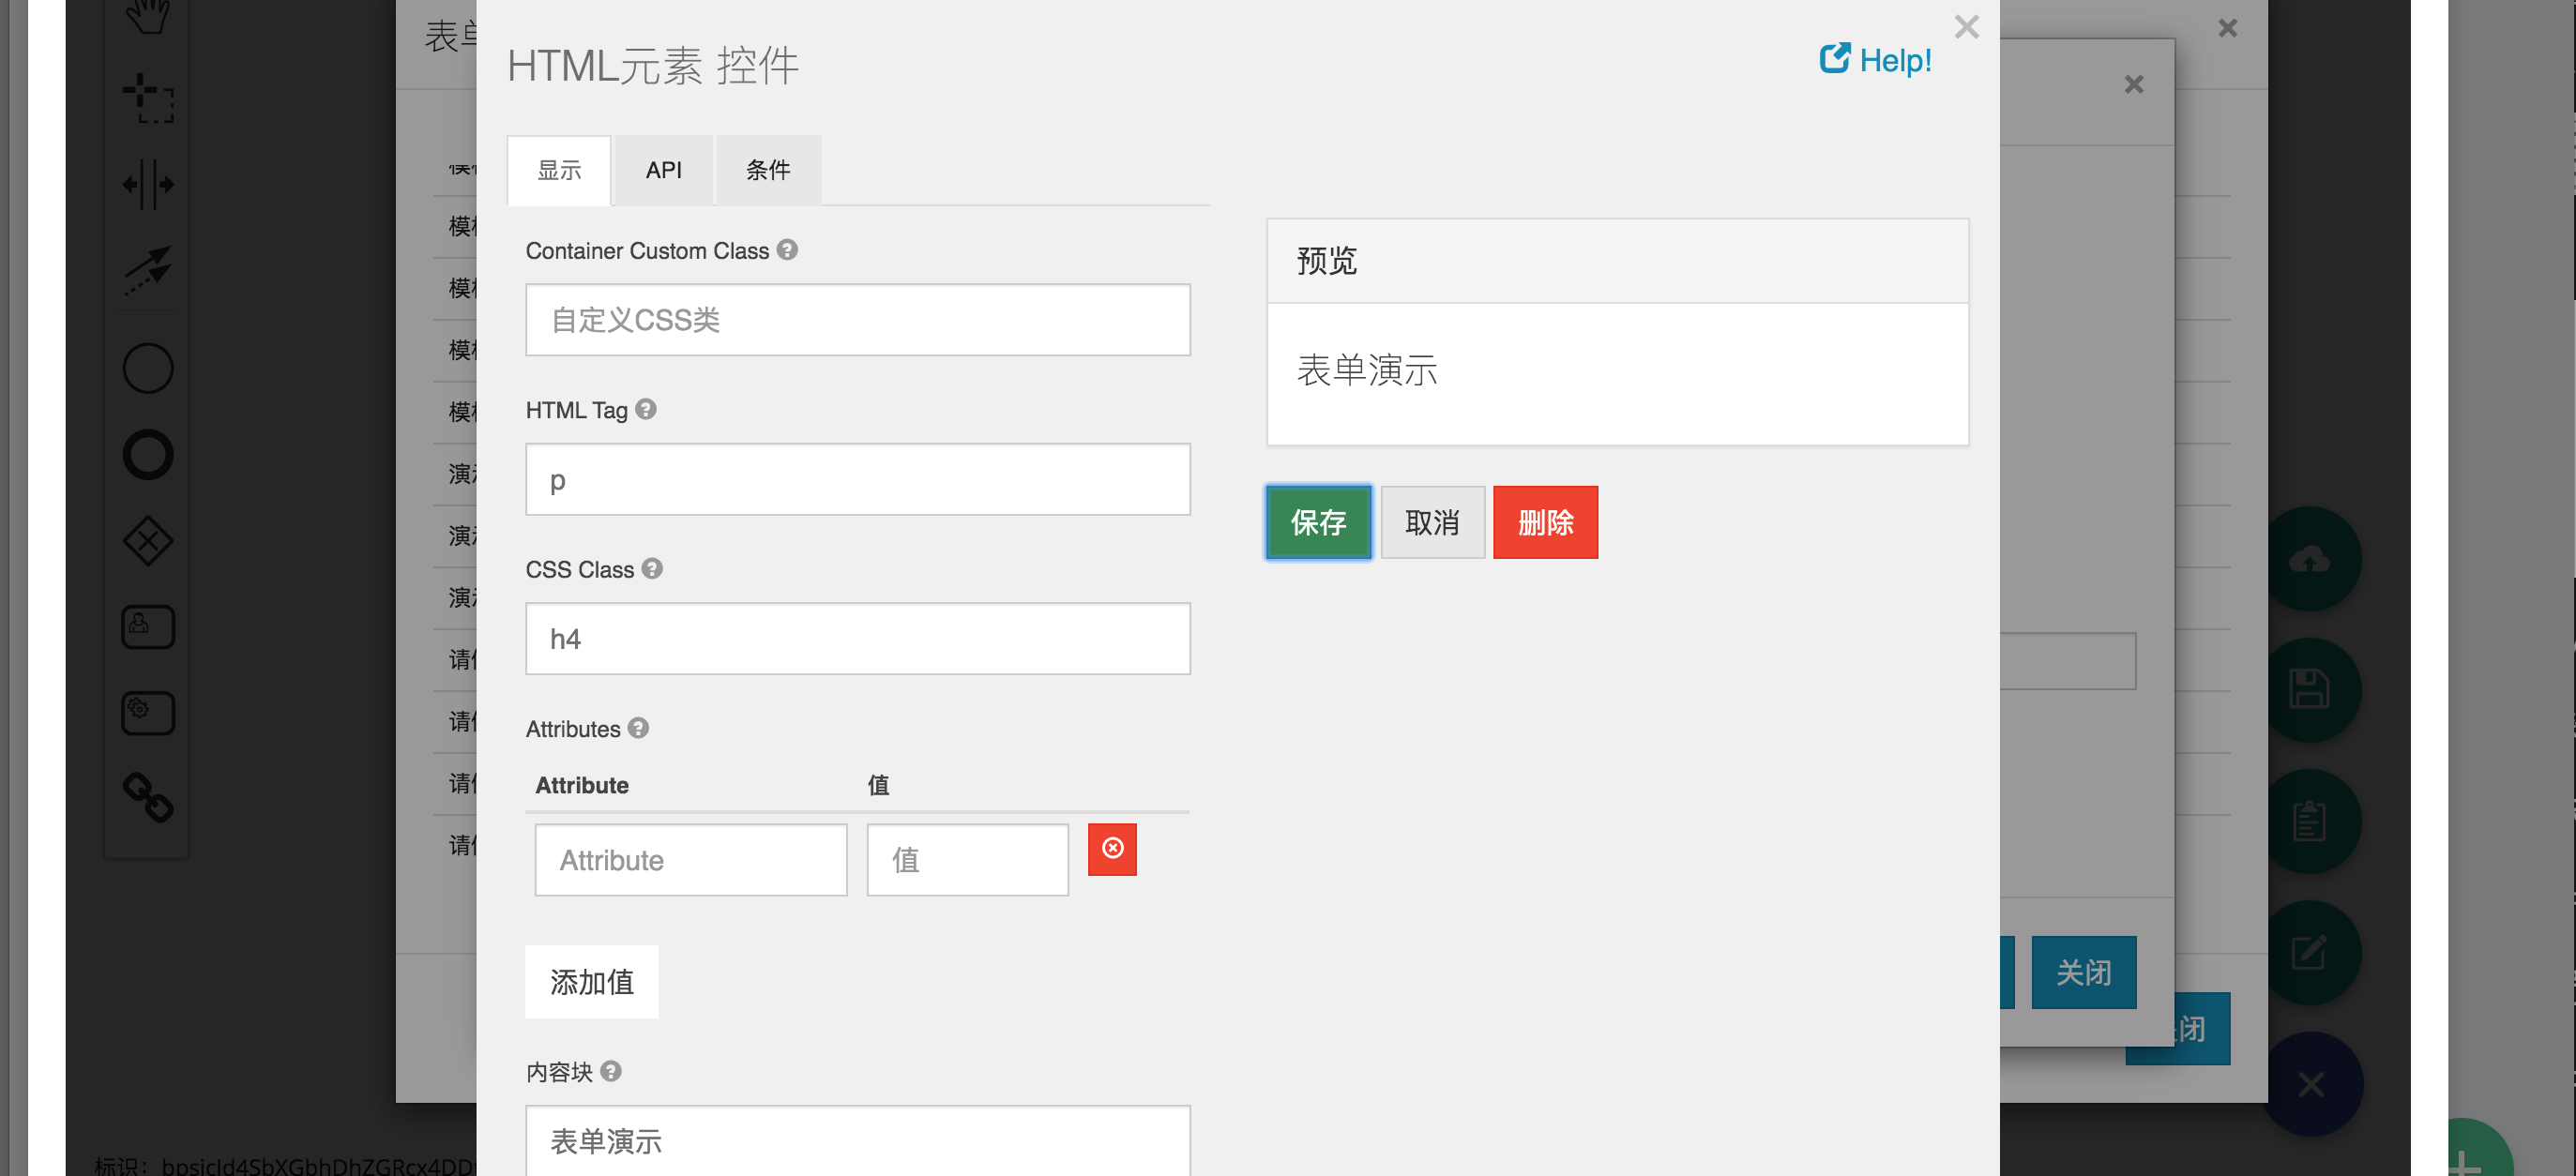 HTML元素 控件
Help!
显示
API
条件
Container Custom Class
自定义CSS类
HTML Tag
p
CSS Class
h4
Attributes
Attribute
值
Attribute
值
添加值
内容块
表单演示
预览
表单演示
保存
取消
删除
关闭
闭
表单
模
模
模
模
演
演
演
请
请
请
请
标识：